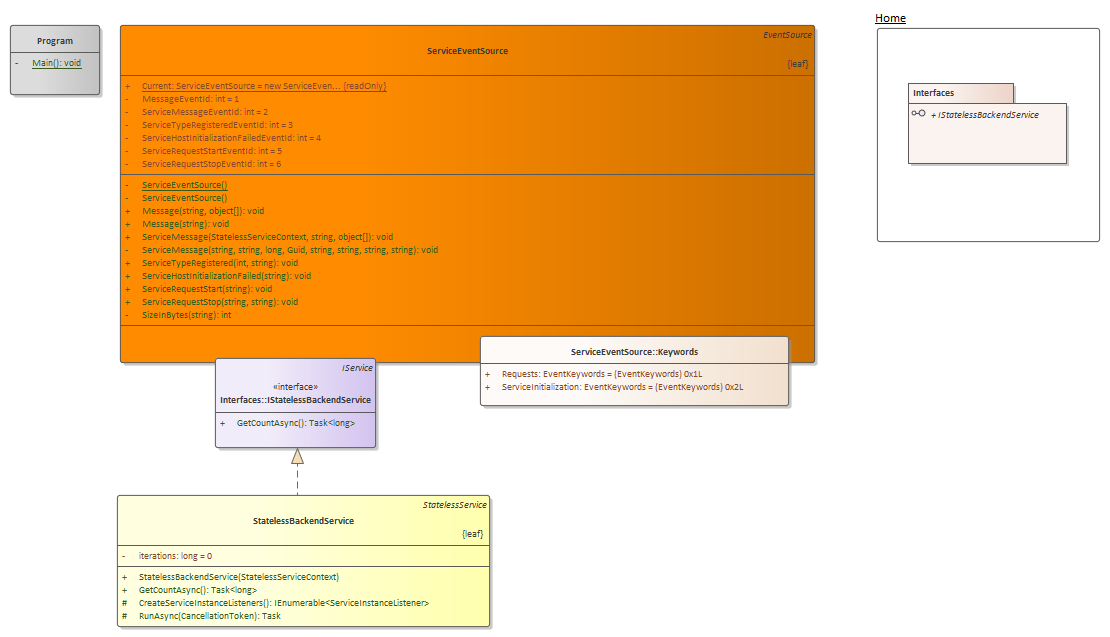 Program
- Main(): void
EventSource
ServiceEventSource
{leaf}
+ Current: ServiceEventSource = new ServiceEven... {readOnly}
- MessageEventId: int = 1
- ServiceMessageEventId: int = 2
- ServiceTypeRegisteredEventId: int = 3
- ServiceHostInitializationFailedEventId: int = 4
- ServiceRequestStartEventId: int = 5
- ServiceRequestStopEventId: int = 6
- ServiceEventSource()
- ServiceEventSource()
+ Message(string, object[]): void
+ Message(string): void
+ ServiceMessage(StatelessServiceContext, string, object[]): void
- ServiceMessage(string, string, long, Guid, string, string, string, string): void
+ ServiceTypeRegistered(int, string): void
+ ServiceHostInitializationFailed(string): void
+ ServiceRequestStart(string): void
+ ServiceRequestStop(string, string): void
- SizeInBytes(string): int
ServiceEventSource::Keywords
+ Requests: EventKeywords = (EventKeywords) 0x1L
+ ServiceInitialization: EventKeywords = (EventKeywords) 0x2L
IService
«interface»
Interfaces::IStatelessBackendService
+ GetCountAsync(): Task<long>
StatelessService
StatelessBackendService
{leaf}
- iterations: long = 0
+ StatelessBackendService(StatelessServiceContext)
+ GetCountAsync(): Task<long>
# CreateServiceInstanceListeners(): IEnumerable<ServiceInstanceListener>
# RunAsync(CancellationToken): Task
Home
Interfaces
+ IStatelessBackendService